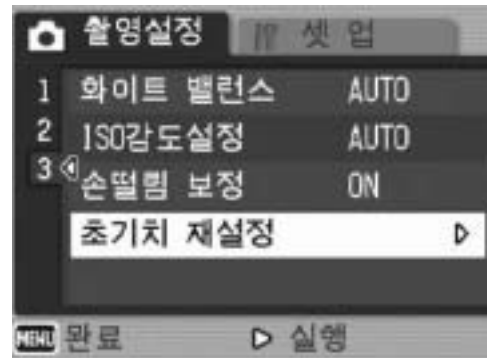 촬영설정 셋 업
1 화이트 밸런스 AUTO
2 ISO감도설정 AUTO
3 손떨림 보정 ON
초기치 재설정
MENU 완료 실행